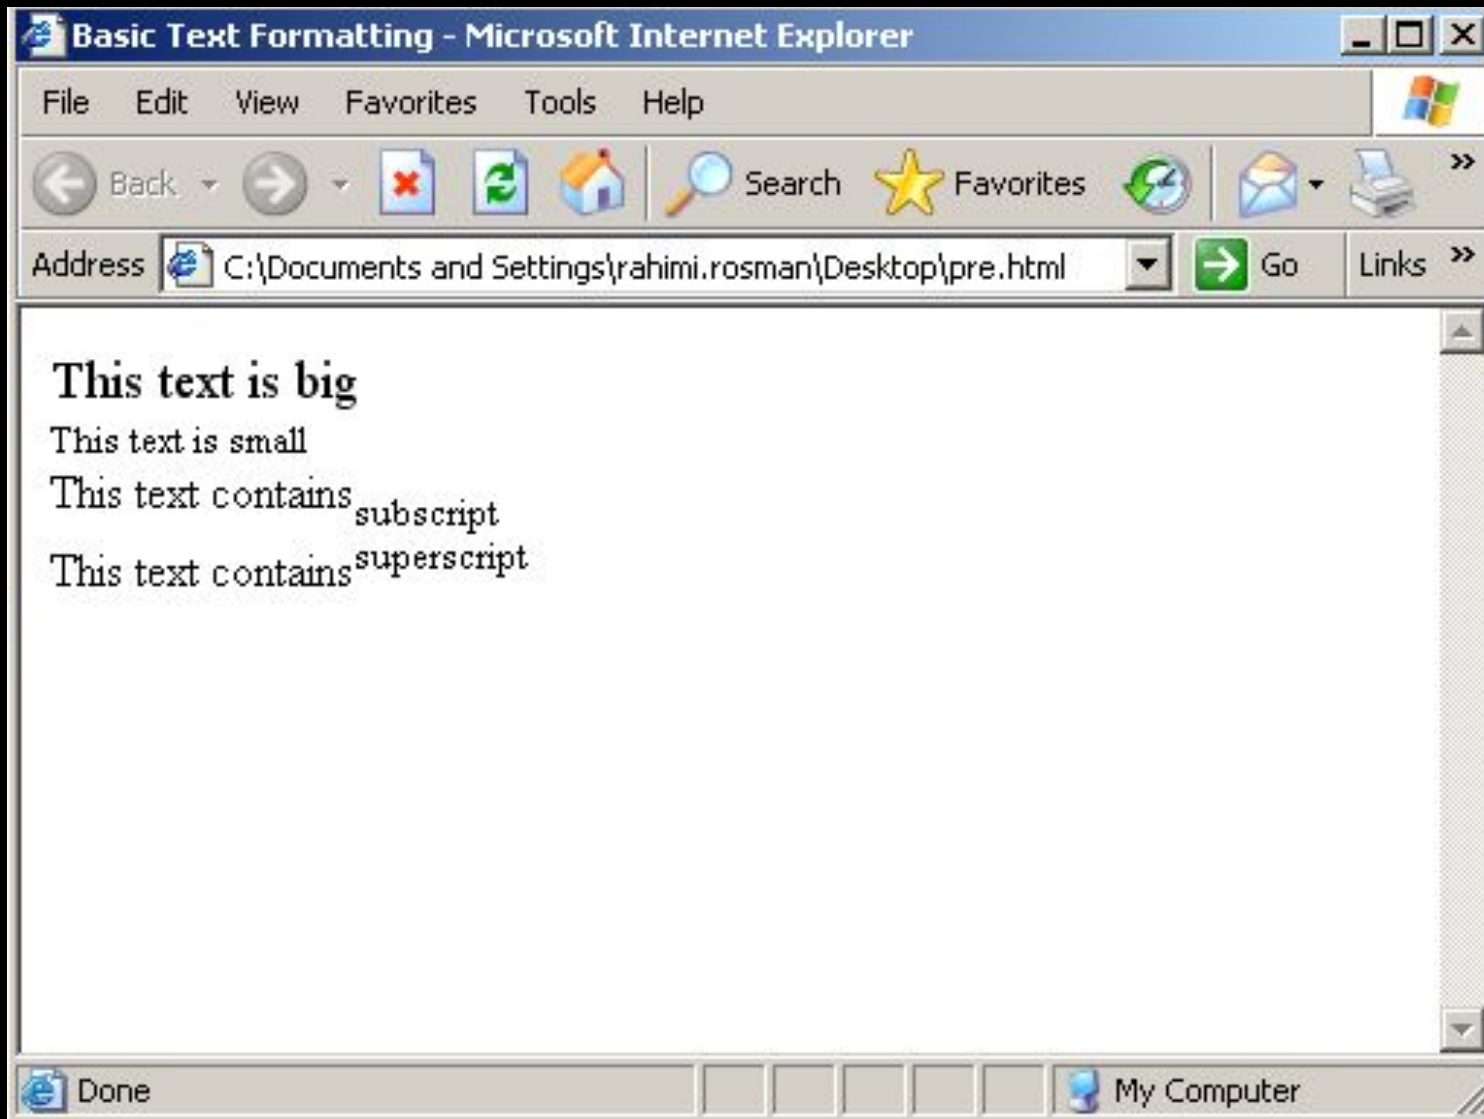 Basic Text Formatting - Microsoft Internet Explorer
File Edit View Favorites Tools Help
Back Search Favorites »
Address C:\Documents and Settings\rahimi.rosman\Desktop\pre.html Go Links »
This text is big
This text is small
This text contains subscript
This text contains superscript
Done My Computer